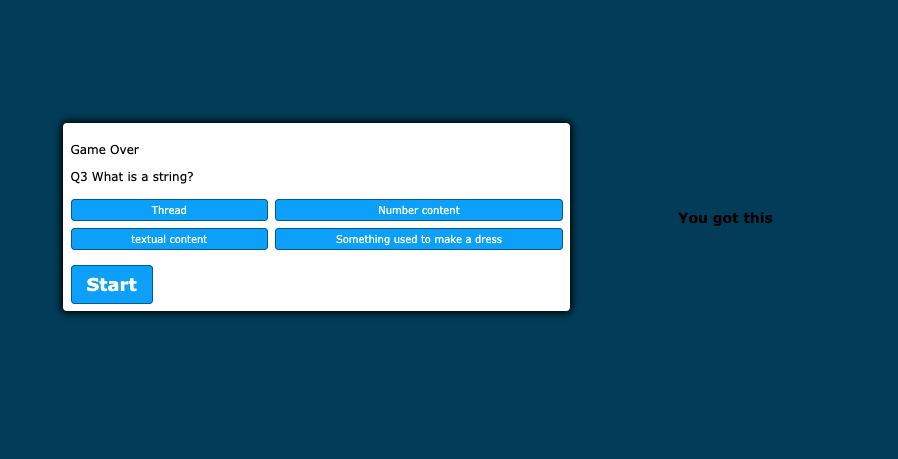 Game Over
Q3 What is a string?
Thread
Number content
textual content
Something used to make a dress
Start
You got this